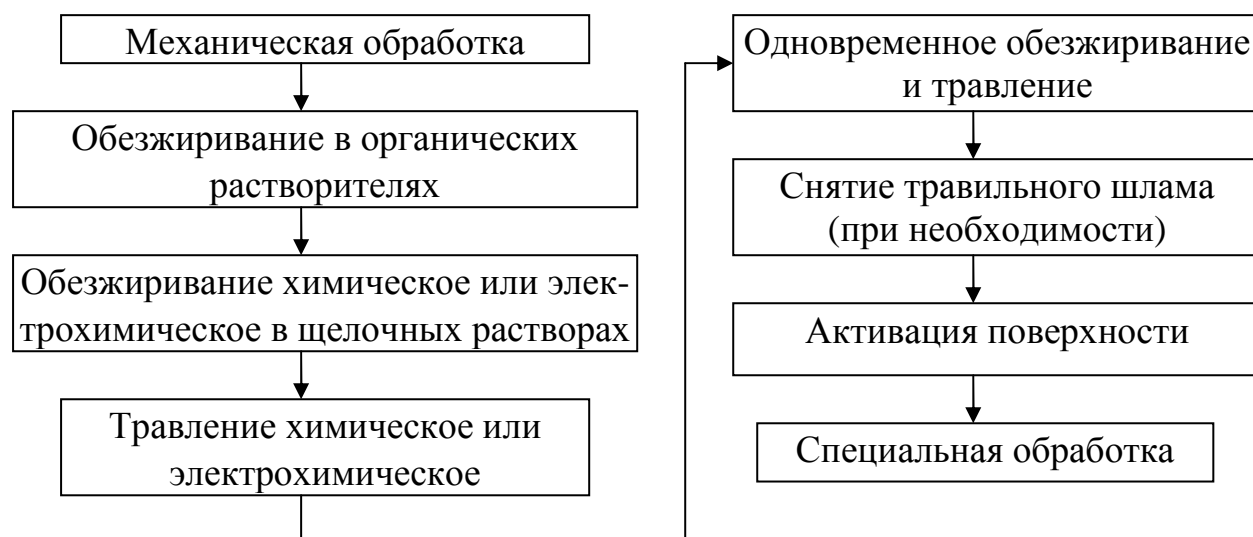 Механическая обработка
Обезжиривание в органических
растворителях
Обезжиривание химическое или элек-
трохимическое в щелочных растворах
Травление химическое или
электрохимическое
Одновременное обезжиривание
и травление
Снятие травильного шлама
(при необходимости)
Активация поверхности
Специальная обработка